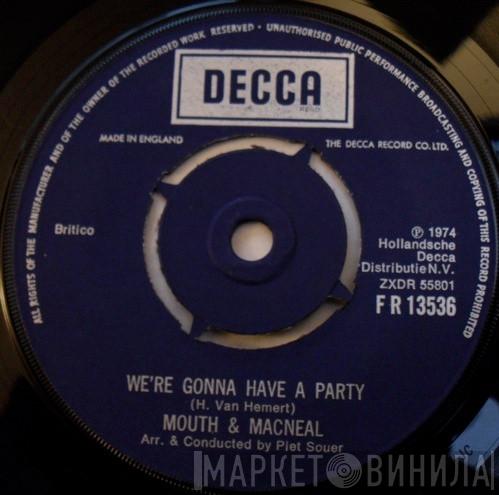 ALL RIGHTS OF THE MANUFACTURER AND OF THE OWNER OF THE RECORDED WORK RESERVED • UNAUTHORISED PUBLIC PERFORMANCE BROADCASTING AND COPYING OF THIS RECORD PROHIBITED
DECCA
MADE IN ENGLAND
THE DECCA RECORD CO. LTD.
Britico
℗ 1974
Hollandsche
Decca
Distributie N.V.
ZXDR 55801
FR 13536
WE'RE GONNA HAVE A PARTY
(H. Van Hemert)
MOUTH & MACNEAL
Arr. & Conducted by Piet Souer
МАРКЕТ ВИНИЛА